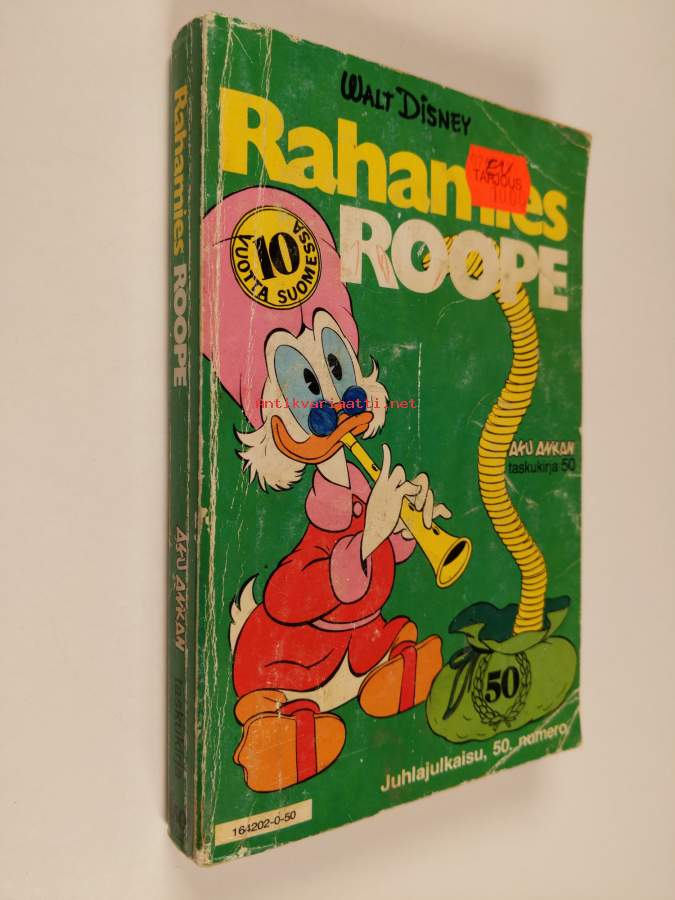 WALT DISNEY
Rahamies
ROOPE
TARJOUS
10
VUOTTA SUOMESSA
AKU ANKAN
taskukirja 50
50
Juhlajulkaisu, 50. numero
164202-0-50
Rahamies ROOPE
AKU ANKAN
taskukirja
antikvariaatti.net